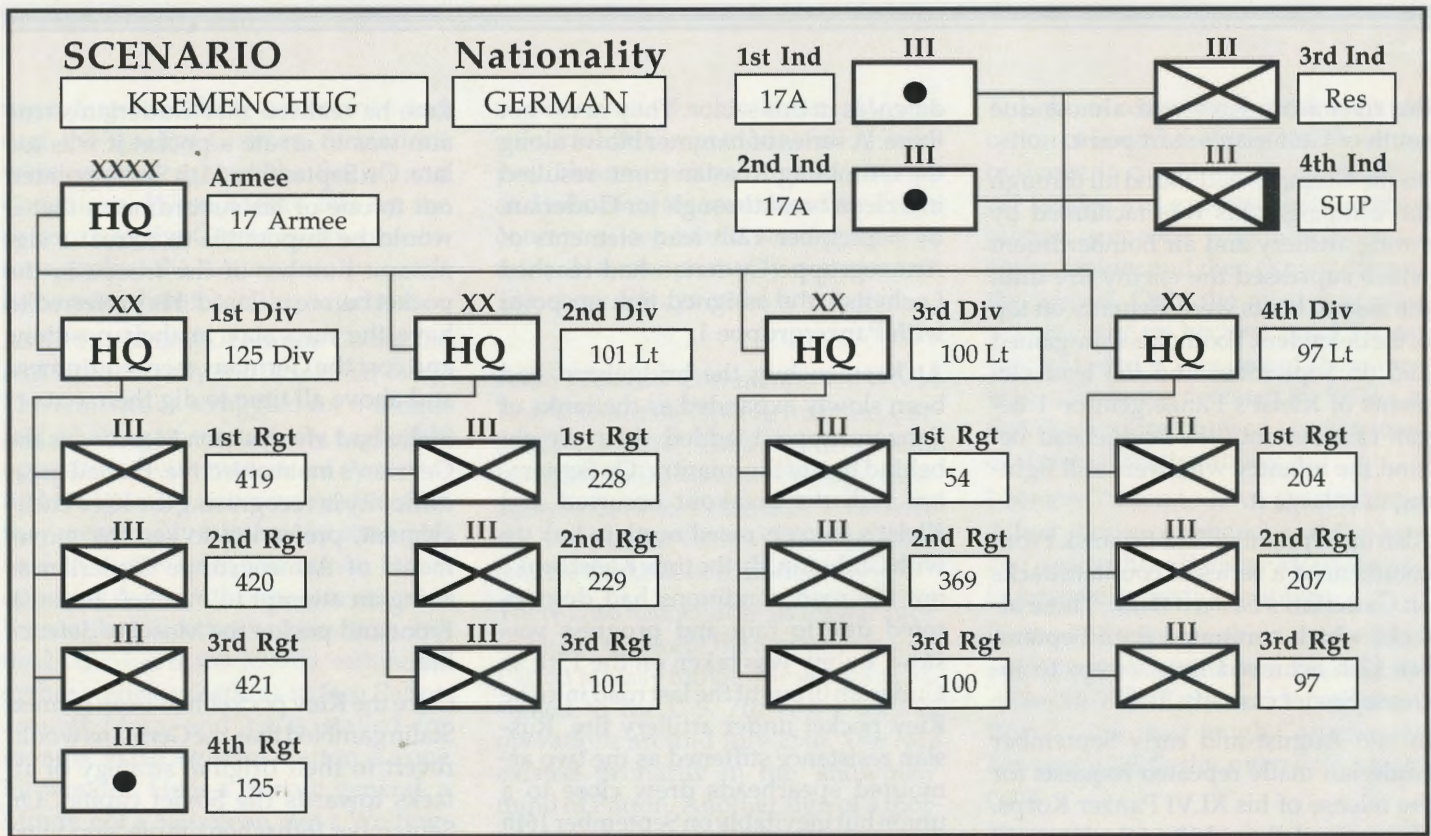 SCENARIO
KREMENCHUG
Nationality
GERMAN
1st Ind
17A
III
III
3rd Ind
Res
2nd Ind
17A
III
III
4th Ind
SUP
XXXX
HQ
Armee
17 Armee
XX
HQ
1st Div
125 Div
XX
HQ
2nd Div
101 Lt
XX
HQ
3rd Div
100 Lt
XX
HQ
4th Div
97 Lt
III
1st Rgt
419
III
1st Rgt
228
III
1st Rgt
54
III
1st Rgt
204
III
2nd Rgt
420
III
2nd Rgt
229
III
2nd Rgt
369
III
2nd Rgt
207
III
3rd Rgt
421
III
3rd Rgt
101
III
3rd Rgt
100
III
3rd Rgt
97
III
4th Rgt
125